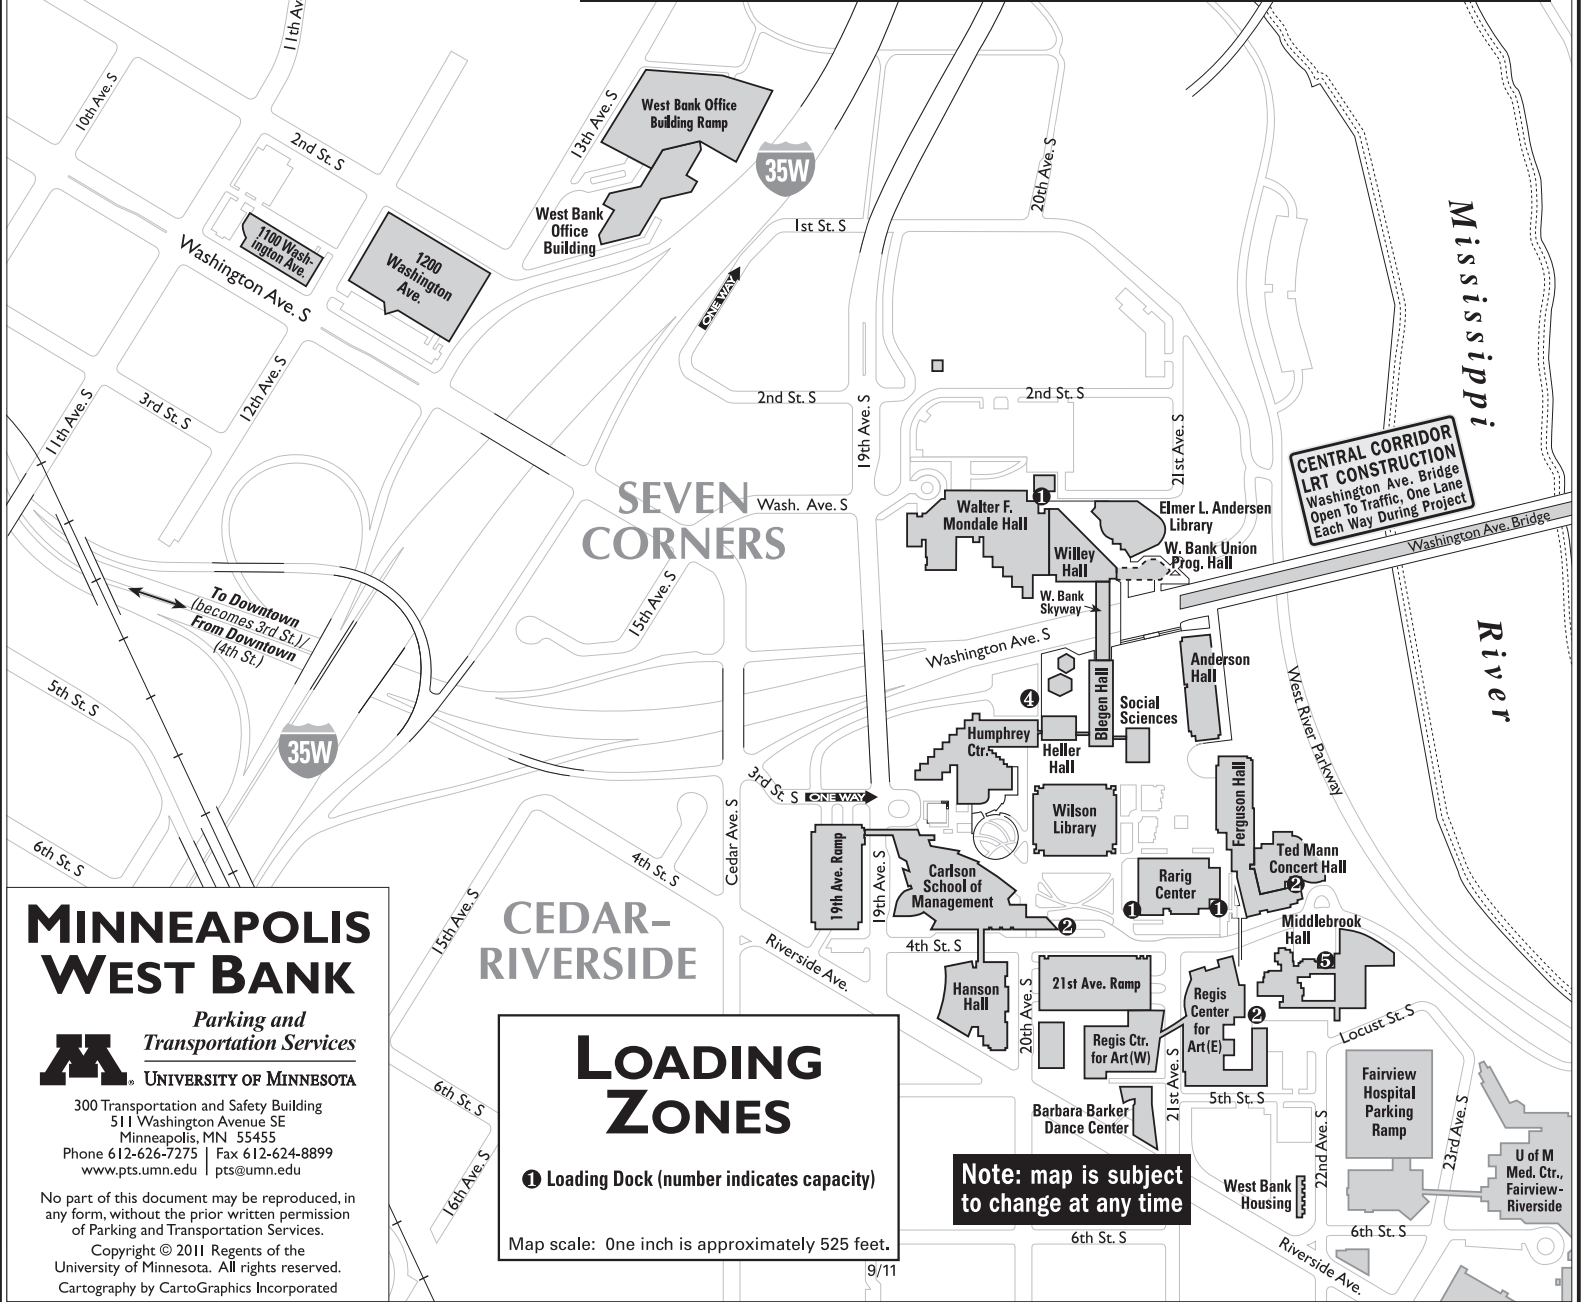 11th Ave. S
10th Ave. S
2nd St. S
13th Ave. S
West Bank Office
Building Ramp
35W
20th Ave. S
West Bank
Office
Building
1st St. S
1100 Wash-
ington Ave.
1200
Washington
Ave.
Washington Ave. S
ONE WAY
Mississippi
River
12th Ave. S
3rd St. S
11th Ave. S
2nd St. S
19th Ave. S
2nd St. S
21st Ave. S
CENTRAL CORRIDOR
LRT CONSTRUCTION
Washington Ave. Bridge
Open To Traffic, One Lane
Each Way During Project
Washington Ave. Bridge
SEVEN
CORNERS
Wash. Ave. S
1
Walter F.
Mondale Hall
Elmer L. Andersen
Library
Willey
Hall
W. Bank Union
Prog. Hall
W. Bank
Skyway
15th Ave. S
To Downtown
(becomes 3rd St.)/
From Downtown
(4th St.)
Washington Ave. S
Anderson
Hall
5th St. S
4
Blegen Hall
Social
Sciences
West River Parkway
35W
Humphrey
Ctr.
Heller
Hall
3rd St. S
ONE WAY
Cedar Ave. S
Wilson
Library
Ferguson Hall
Ted Mann
Concert Hall
2
6th St. S
4th St. S
19th Ave. Ramp
19th Ave. S
Carlson
School of
Management
2
Rarig
Center
1
1
15th Ave. S
CEDAR–
RIVERSIDE
Riverside Ave.
4th St. S
Middlebrook
Hall
5
Hanson
Hall
20th Ave. S
21st Ave. Ramp
Regis
Center
for
Art (E)
2
Regis Ctr.
for Art (W)
21st Ave. S
Locust St. S
5th St. S
Barbara Barker
Dance Center
Fairview
Hospital
Parking
Ramp
22nd Ave. S
23rd Ave. S
U of M
Med. Ctr.,
Fairview-
Riverside
West Bank
Housing
6th St. S
6th St. S
Riverside Ave.
6th St. S
16th Ave. S
MINNEAPOLIS
WEST BANK
Parking and
Transportation Services
M®
UNIVERSITY OF MINNESOTA
300 Transportation and Safety Building
511 Washington Avenue SE
Minneapolis, MN 55455
Phone 612-626-7275 | Fax 612-624-8899
www.pts.umn.edu | pts@umn.edu
No part of this document may be reproduced, in
any form, without the prior written permission
of Parking and Transportation Services.
Copyright © 2011 Regents of the
University of Minnesota. All rights reserved.
Cartography by CartoGraphics Incorporated
LOADING
ZONES
1 Loading Dock (number indicates capacity)
Map scale: One inch is approximately 525 feet.
9/11
Note: map is subject
to change at any time